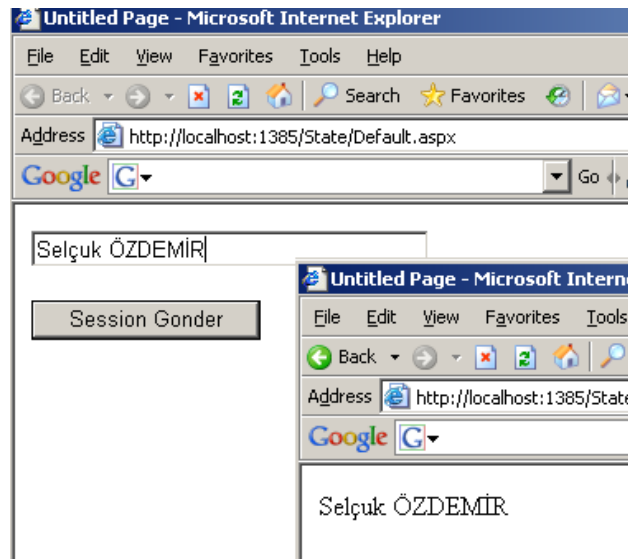 Untitled Page - Microsoft Internet Explorer
File Edit View Favorites Tools Help
Back Search Favorites
Address http://localhost:1385/State/Default.aspx
Google G Go
Selçuk ÖZDEMİR
Session Gonder
Untitled Page - Microsoft Interne
File Edit View Favorites Tools
Back
Address http://localhost:1385/State
Google G
Selçuk ÖZDEMİR